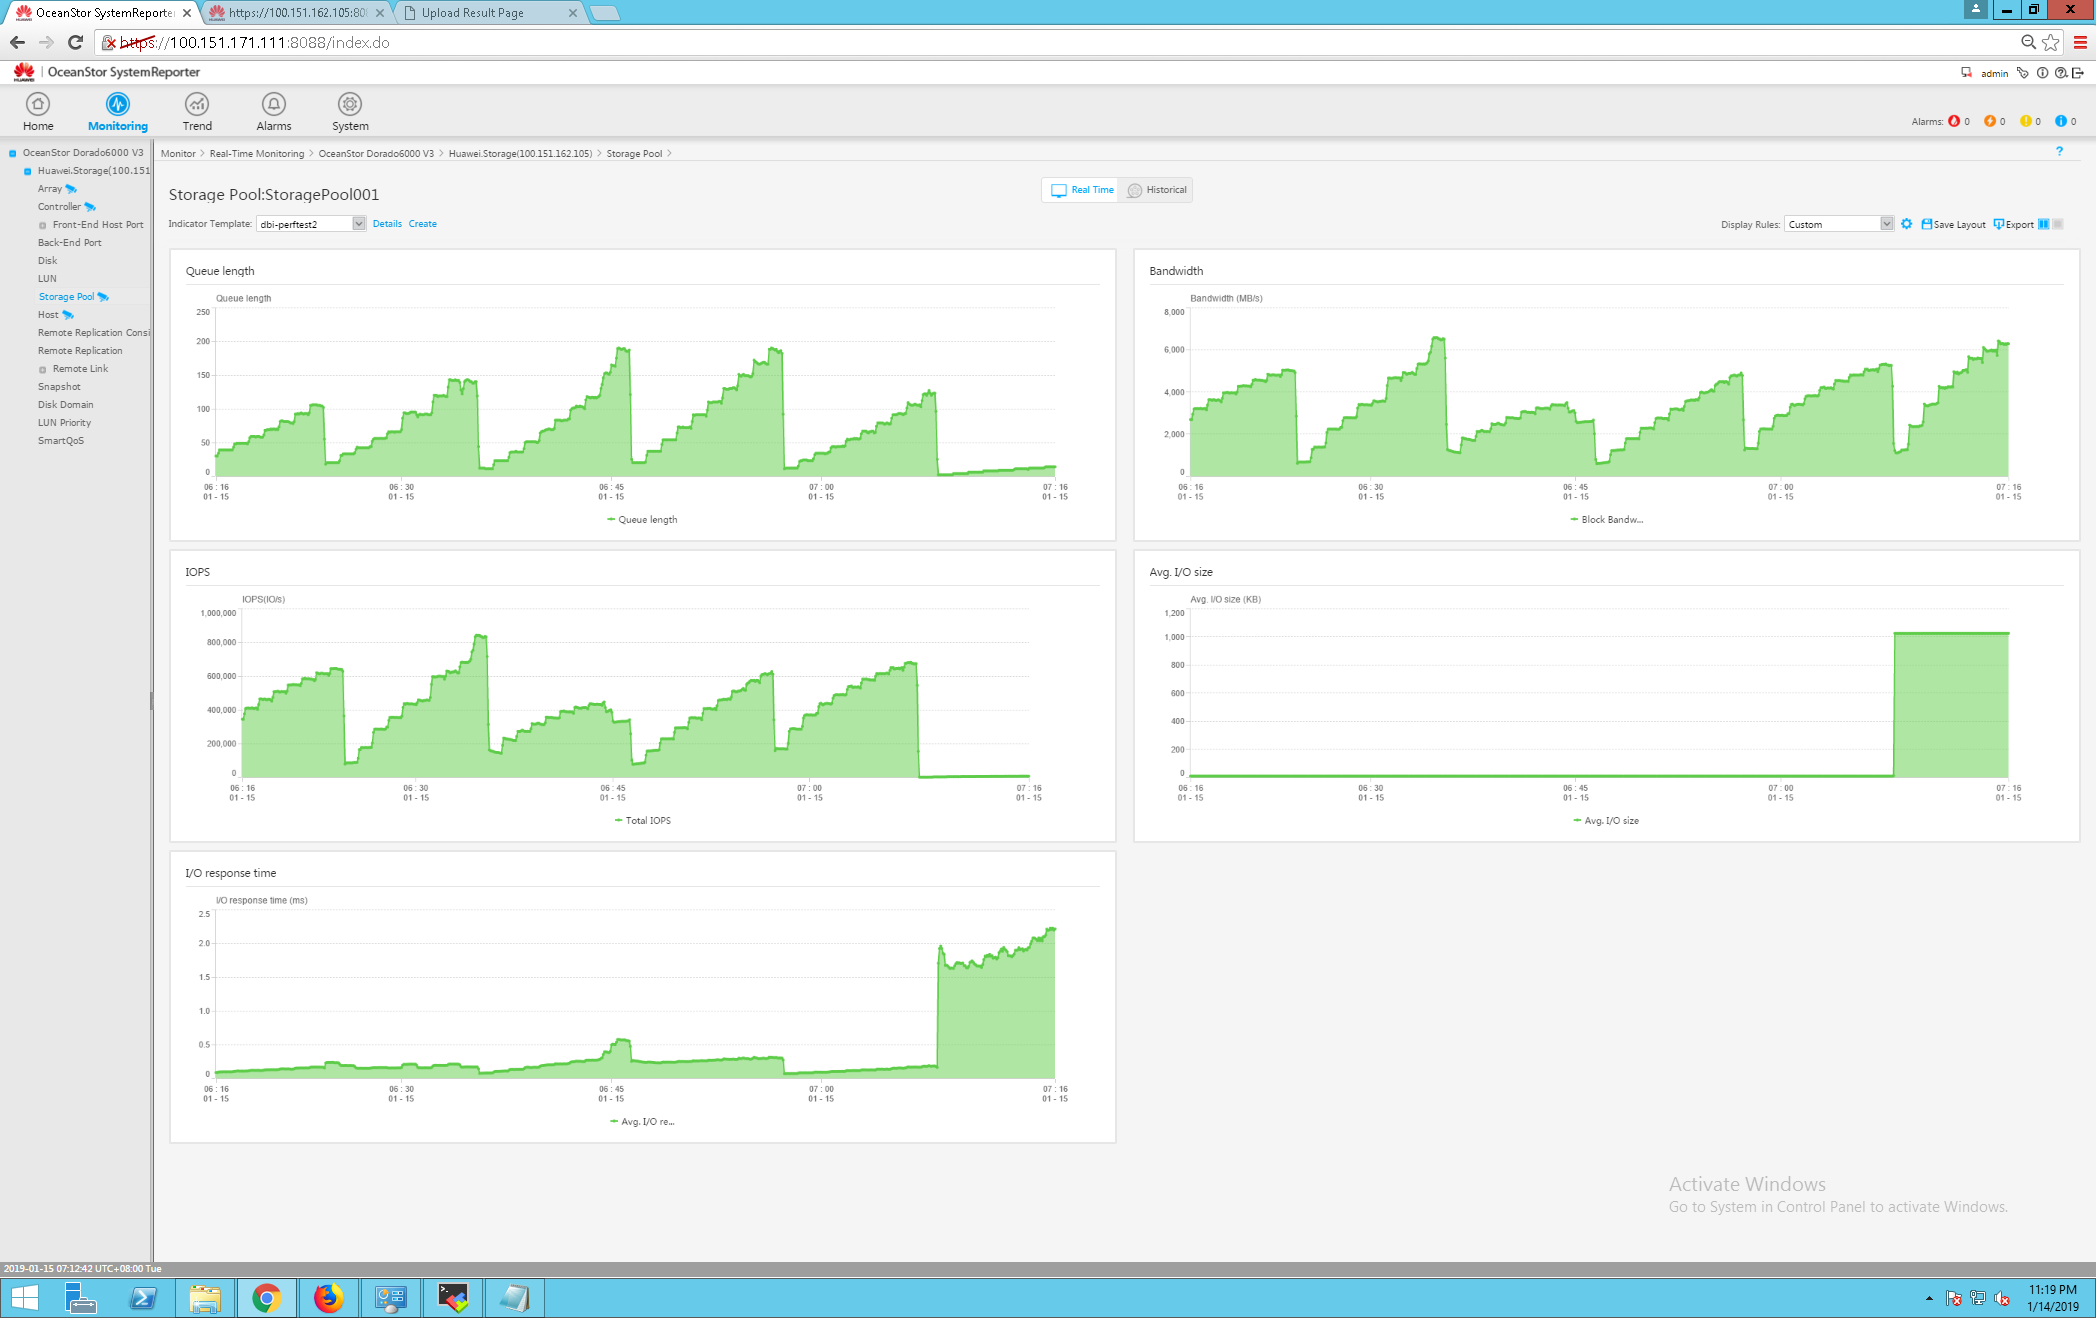 OceanStor SystemReporter
https://100.151.162.105:80
Upload Result Page
https://100.151.171.111:8088/index.do
HUAWEI
OceanStor SystemReporter
admin
Home
Monitoring
Trend
Alarms
System
Alarms: 0 0 0 0
OceanStor Dorado6000 V3
Huawei.Storage(100.151
Array
Controller
Front-End Host Port
Back-End Port
Disk
LUN
Storage Pool
Host
Remote Replication Consi
Remote Replication
Remote Link
Snapshot
Disk Domain
LUN Priority
SmartQoS
Monitor > Real-Time Monitoring > OceanStor Dorado6000 V3 > Huawei.Storage(100.151.162.105) > Storage Pool >
?
Storage Pool:StoragePool001
Real Time
Historical
Indicator Template: dbi-perftest2 Details Create
Display Rules: Custom Save Layout Export
Queue length
Queue length
250
200
150
100
50
0
06 : 16 06 : 30 06 : 45 07 : 00 07 : 16
01 - 15 01 - 15 01 - 15 01 - 15 01 - 15
Queue length
Bandwidth
Bandwidth (MB/s)
8,000
6,000
4,000
2,000
0
06 : 16 06 : 30 06 : 45 07 : 00 07 : 16
01 - 15 01 - 15 01 - 15 01 - 15 01 - 15
Block Bandw...
IOPS
IOPS(IO/s)
1,000,000
800,000
600,000
400,000
200,000
0
06 : 16 06 : 30 06 : 45 07 : 00 07 : 16
01 - 15 01 - 15 01 - 15 01 - 15 01 - 15
Total IOPS
Avg. I/O size
Avg. I/O size (KB)
1,200
1,000
800
600
400
200
0
06 : 16 06 : 30 06 : 45 07 : 00 07 : 16
01 - 15 01 - 15 01 - 15 01 - 15 01 - 15
Avg. I/O size
I/O response time
I/O response time (ms)
2.5
2.0
1.5
1.0
0.5
0
06 : 16 06 : 30 06 : 45 07 : 00 07 : 16
01 - 15 01 - 15 01 - 15 01 - 15 01 - 15
Avg. I/O re...
Activate Windows
Go to System in Control Panel to activate Windows.
2019-01-15 07:12:42 UTC+08:00 Tue
11:19 PM
1/14/2019